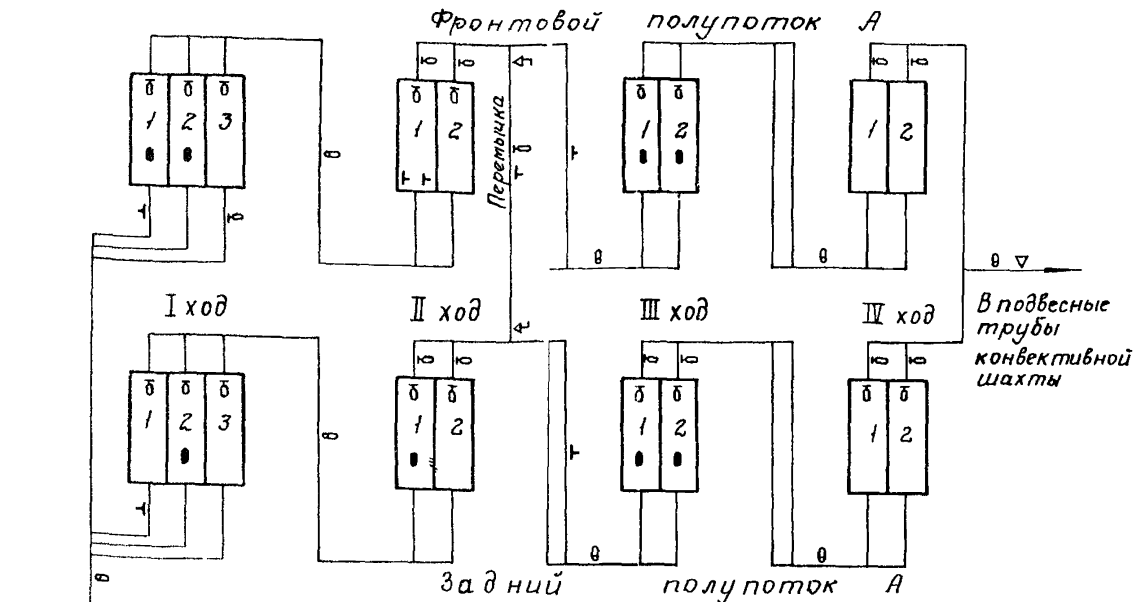 Фронтовой полупоток А
1 2 3
1 2
1 2
1 2
Перемычка
I ход
II ход
III ход
IV ход
В подвесные
трубы
конвективной
шахты
1 2 3
1 2
1 2
1 2
Задний полупоток А